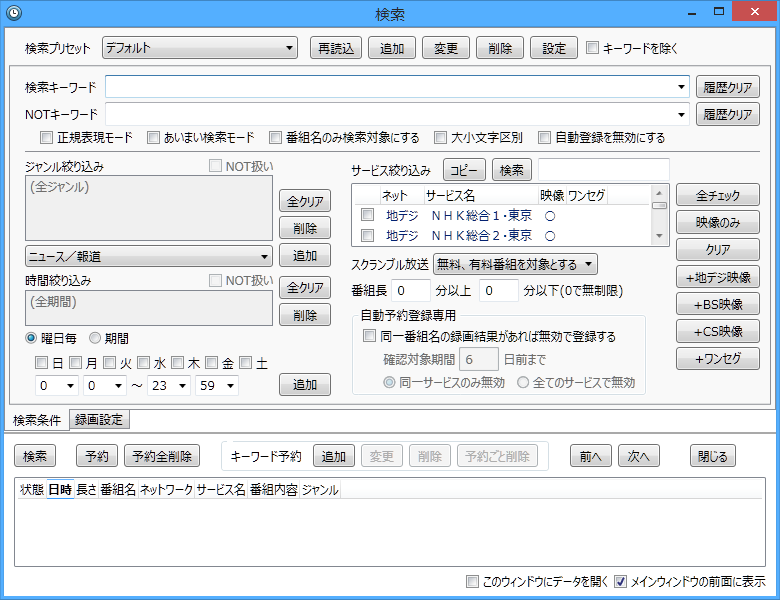 検索
検索プリセット デフォルト 再読込 追加 変更 削除 設定 キーワードを除く
検索キーワード 履歴クリア
NOTキーワード 履歴クリア
正規表現モード あいまい検索モード 番組名のみ検索対象にする 大小文字区別 自動登録を無効にする
ジャンル絞り込み NOT扱い
(全ジャンル)
全クリア
削除
ニュース／報道 追加
時間絞り込み NOT扱い
(全期間)
全クリア
削除
曜日毎 期間
日 月 火 水 木 金 土
0 0 ～ 23 59 追加
サービス絞り込み コピー 検索
ネット サービス名 映像 ワンセグ
地デジ ＮＨＫ総合１・東京 ○
地デジ ＮＨＫ総合２・東京 ○
スクランブル放送 無料、有料番組を対象とする
番組長 0 分以上 0 分以下(0で無制限)
自動予約登録専用
同一番組名の録画結果があれば無効で登録する
確認対象期間 6 日前まで
同一サービスのみ無効 全てのサービスで無効
全チェック
映像のみ
クリア
+地デジ映像
+BS映像
+CS映像
+ワンセグ
検索条件 録画設定
検索 予約 予約全削除 キーワード予約 追加 変更 削除 予約ごと削除 前へ 次へ 閉じる
状態 日時 長さ 番組名 ネットワーク サービス名 番組内容 ジャンル
このウィンドウにデータを開く メインウィンドウの前面に表示